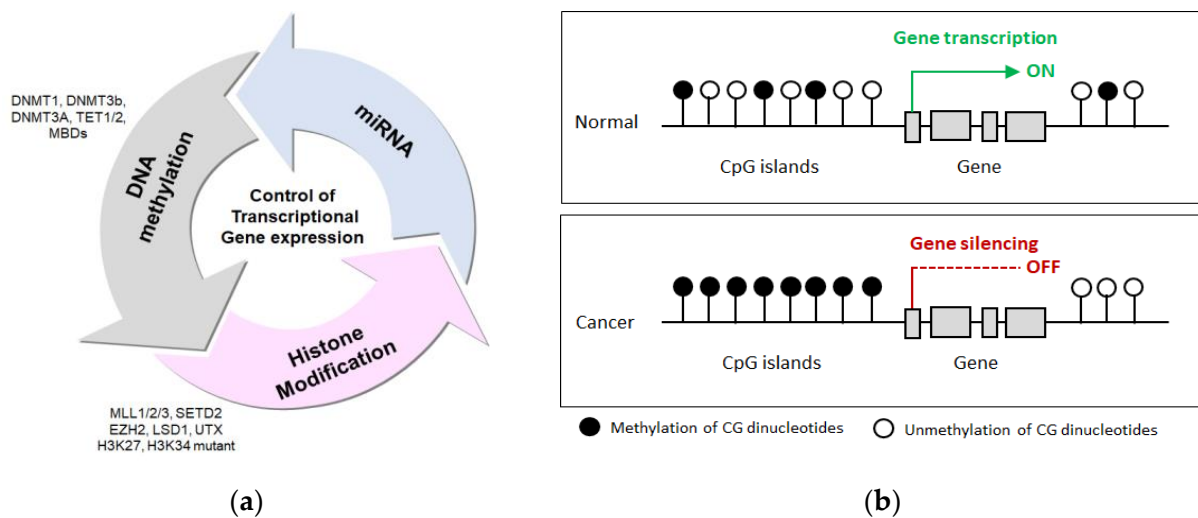 DNMT1, DNMT3b,
DNMT3A, TET1/2,
MBDs
DNA
methylation
miRNA
Control of
Transcriptional
Gene expression
Histone
Modification
MLL1/2/3, SETD2
EZH2, LSD1, UTX
H3K27, H3K34 mutant
(a)
Gene transcription
ON
Normal
CpG islands
Gene
Gene silencing
OFF
Cancer
CpG islands
Gene
Methylation of CG dinucleotides
Unmethylation of CG dinucleotides
(b)